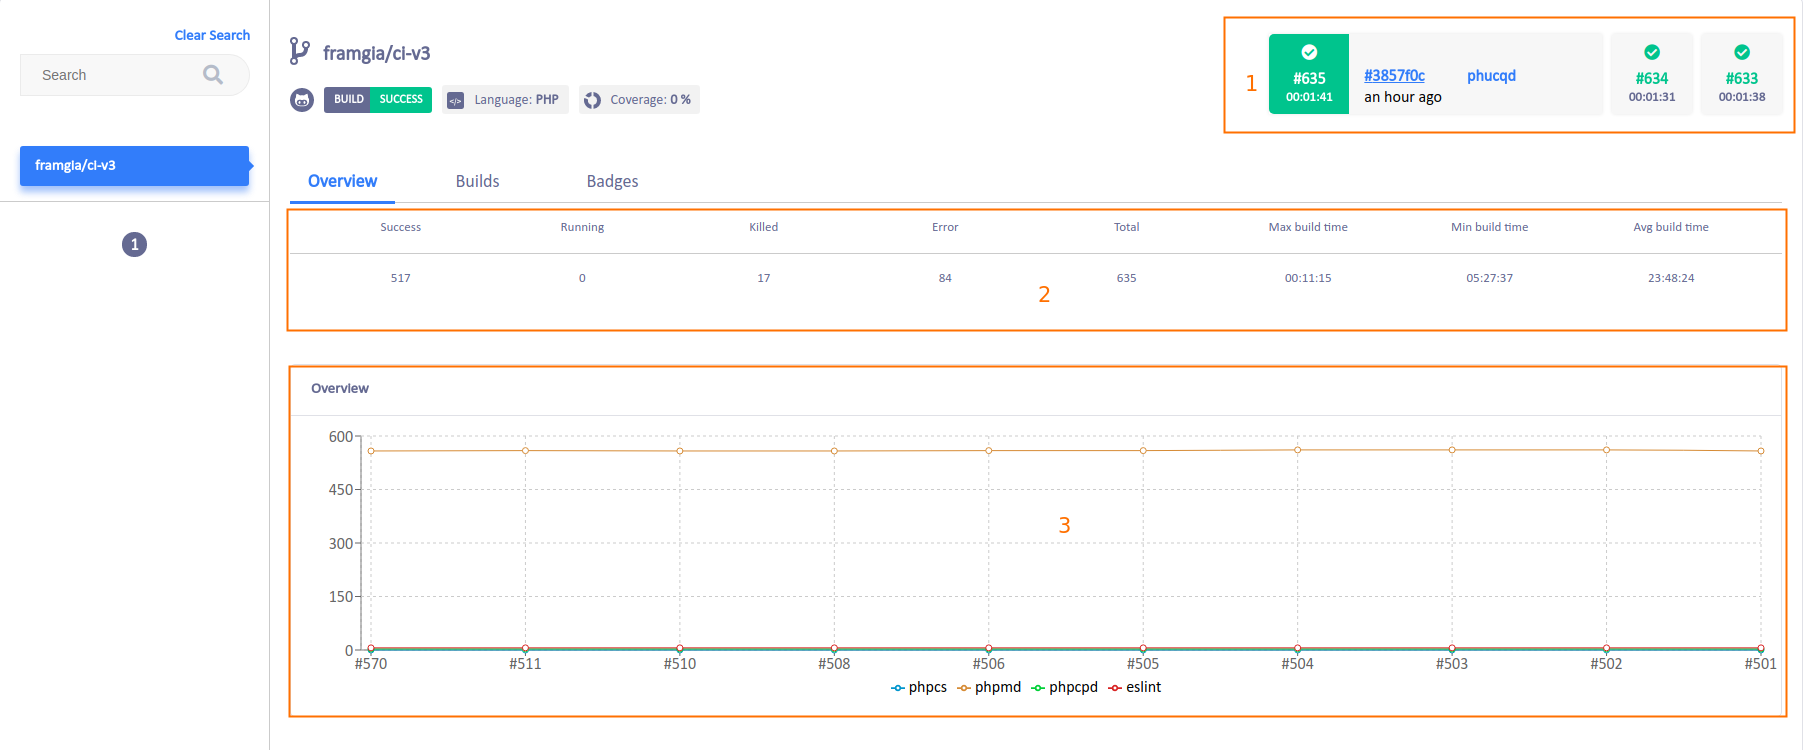 Clear Search
Search
framgia/ci-v3
1
framgia/ci-v3
BUILD SUCCESS </> Language: PHP Coverage: 0 %
1
#635
00:01:41
#3857f0c phucqd
an hour ago
#634
00:01:31
#633
00:01:38
Overview Builds Badges
Success Running Killed Error Total Max build time Min build time Avg build time
517 0 17 84 635 00:11:15 05:27:37 23:48:24
2
Overview
600
450
300
150
0
3
#570 #511 #510 #508 #506 #505 #504 #503 #502 #501
phpcs phpmd phpcpd eslint